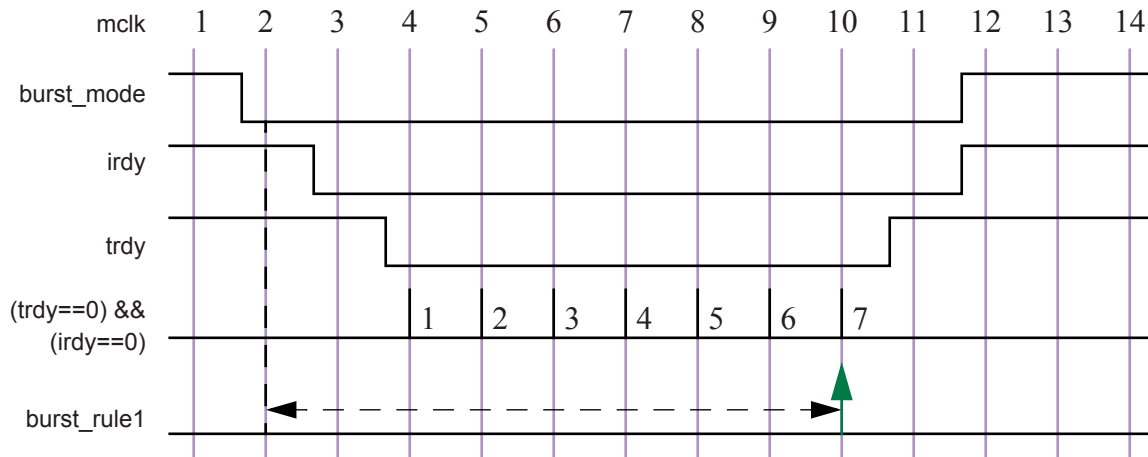 mclk 1 2 3 4 5 6 7 8 9 10 11 12 13 14
burst_mode
irdy
trdy
(trdy==0) &&
(irdy==0)
1 2 3 4 5 6 7
burst_rule1